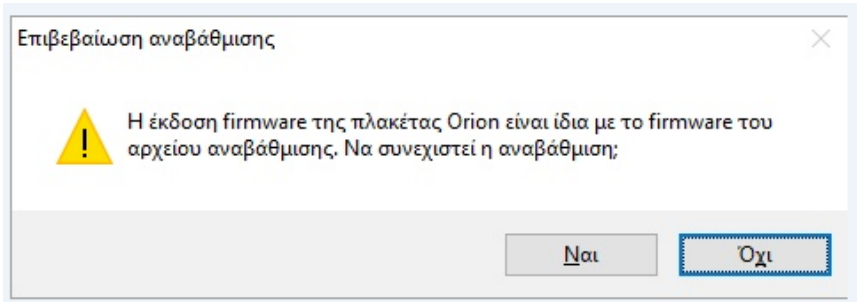 Επιβεβαίωση αναβάθμισης
Η έκδοση firmware της πλακέτας Orion είναι ίδια με το firmware του
αρχείου αναβάθμισης. Να συνεχιστεί η αναβάθμιση;
Ναι
Όχι